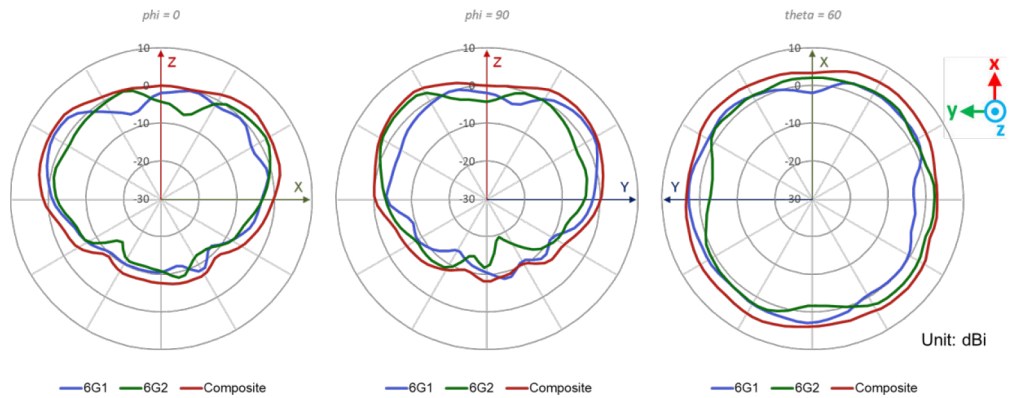 phi = 0
phi = 90
theta = 60
10
Z
0
-10
-20
-30
X
10
Z
0
-10
-20
-30
Y
10
X
0
-10
-20
-30
Y
x
y
z
Unit: dBi
6G1 6G2 Composite
6G1 6G2 Composite
6G1 6G2 Composite